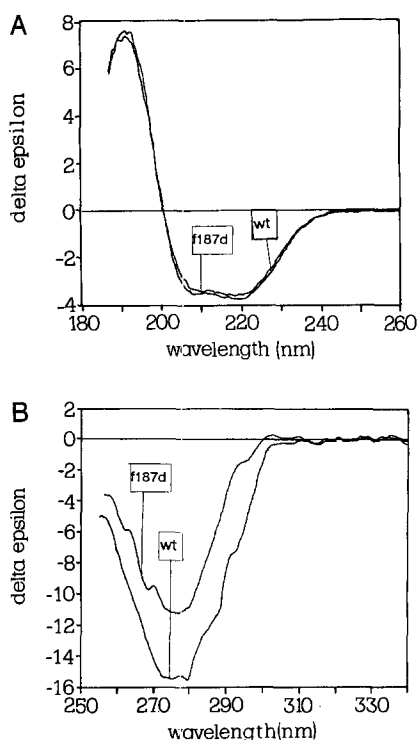 A
8
6
4
2
0
-2
-4
delta epsilon
f187d
wt
180 200 220 240 260
wavelength (nm)
B
2
0
-2
-4
-6
-8
-10
-12
-14
-16
delta epsilon
f187d
wt
250 270 290 310 330
wavelength(nm)